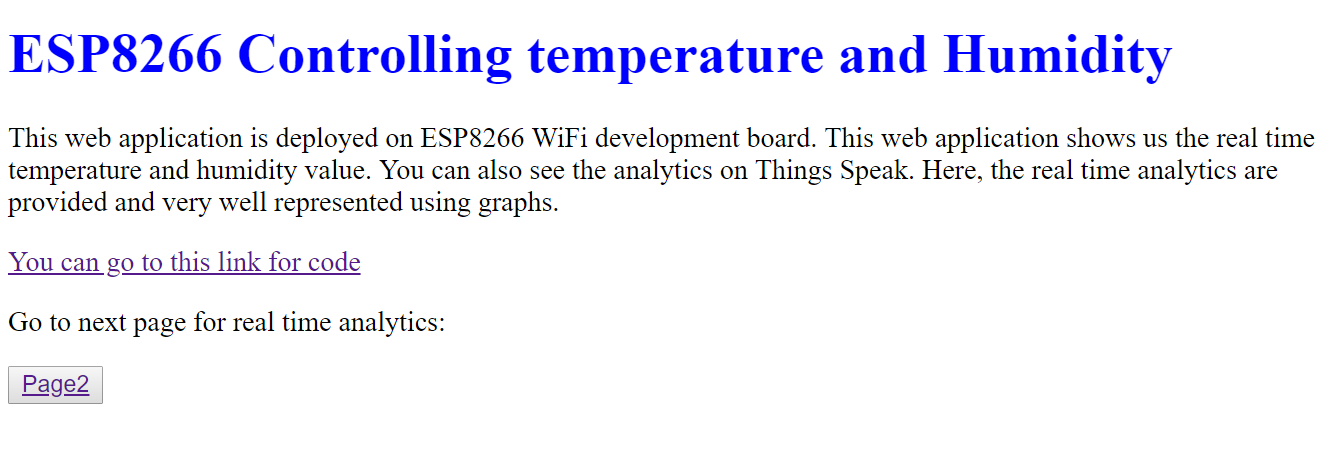 ESP8266 Controlling temperature and Humidity
This web application is deployed on ESP8266 WiFi development board. This web application shows us the real time
temperature and humidity value. You can also see the analytics on Things Speak. Here, the real time analytics are
provided and very well represented using graphs.
You can go to this link for code
Go to next page for real time analytics:
Page2